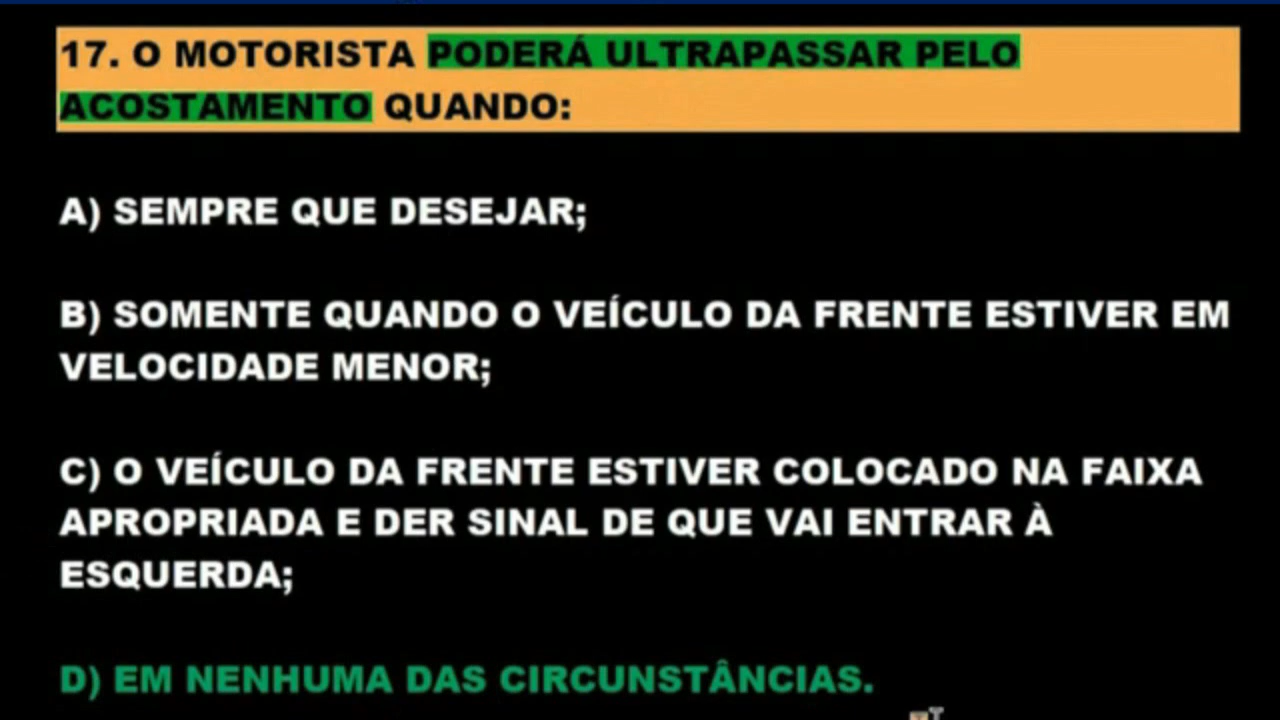 17. O MOTORISTA PODERÁ ULTRAPASSAR PELO
ACOSTAMENTO QUANDO:
A) SEMPRE QUE DESEJAR;
B) SOMENTE QUANDO O VEÍCULO DA FRENTE ESTIVER EM
VELOCIDADE MENOR;
C) O VEÍCULO DA FRENTE ESTIVER COLOCADO NA FAIXA
APROPRIADA E DER SINAL DE QUE VAI ENTRAR À
ESQUERDA;
D) EM NENHUMA DAS CIRCUNSTÂNCIAS.